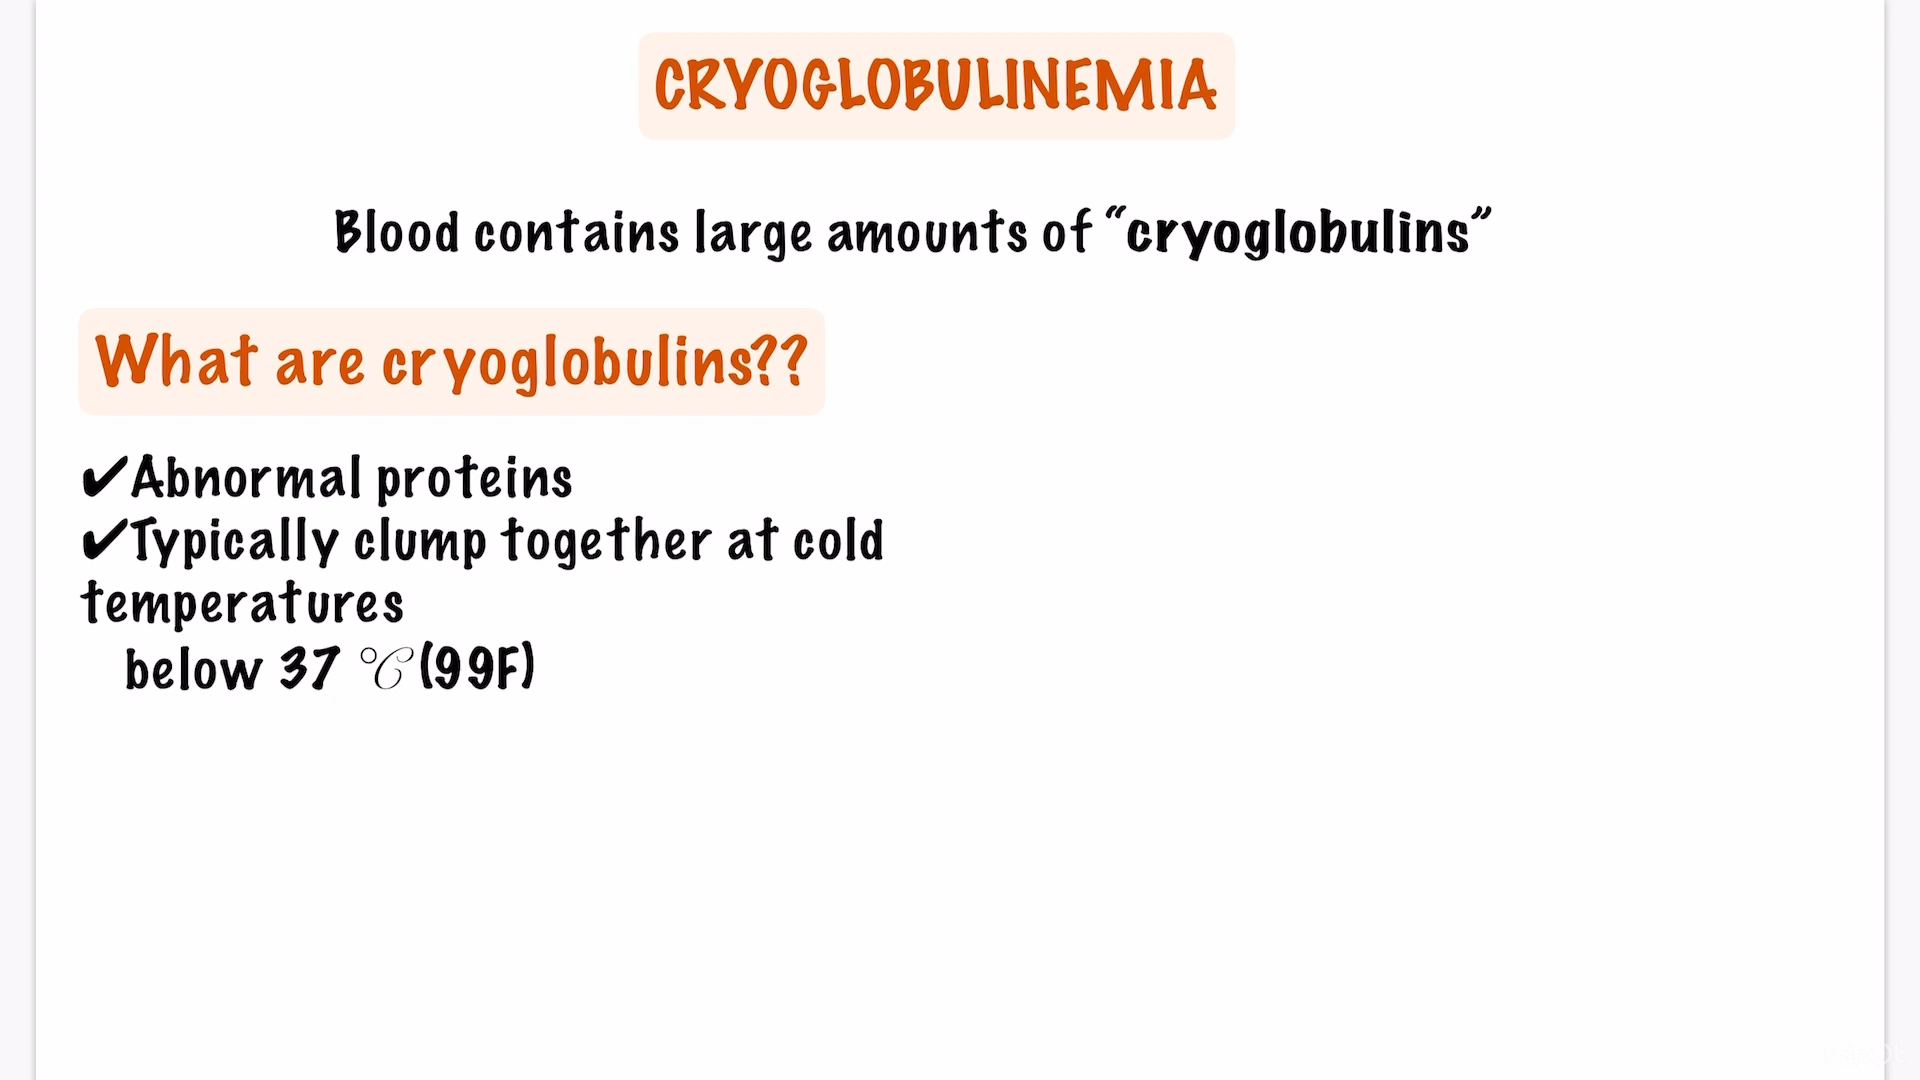 CRYOGLOBULINEMIA
Blood contains large amounts of “cryoglobulins”
What are cryoglobulins??
✔Abnormal proteins
✔Typically clump together at cold
temperatures
below 37 ℃ (99F)